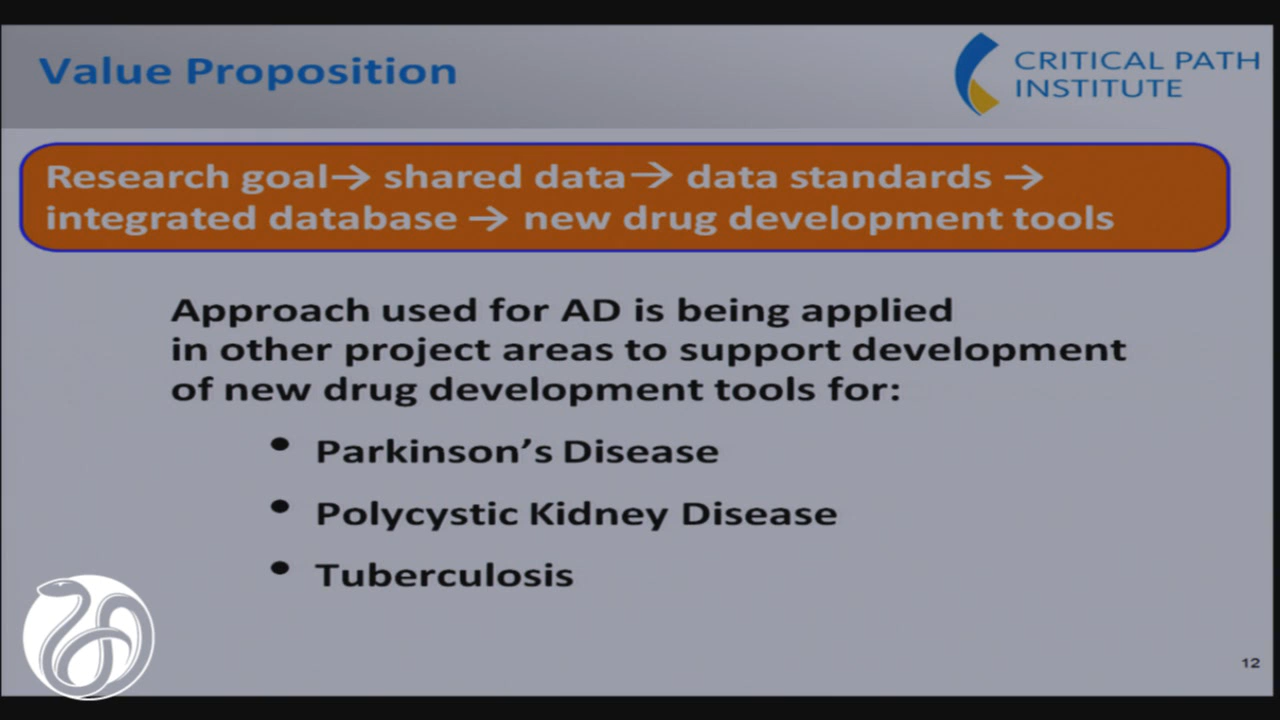 Value Proposition
CRITICAL PATH
INSTITUTE
Research goal→ shared data→ data standards →
integrated database → new drug development tools
Approach used for AD is being applied
in other project areas to support development
of new drug development tools for:
• Parkinson’s Disease
• Polycystic Kidney Disease
• Tuberculosis
12